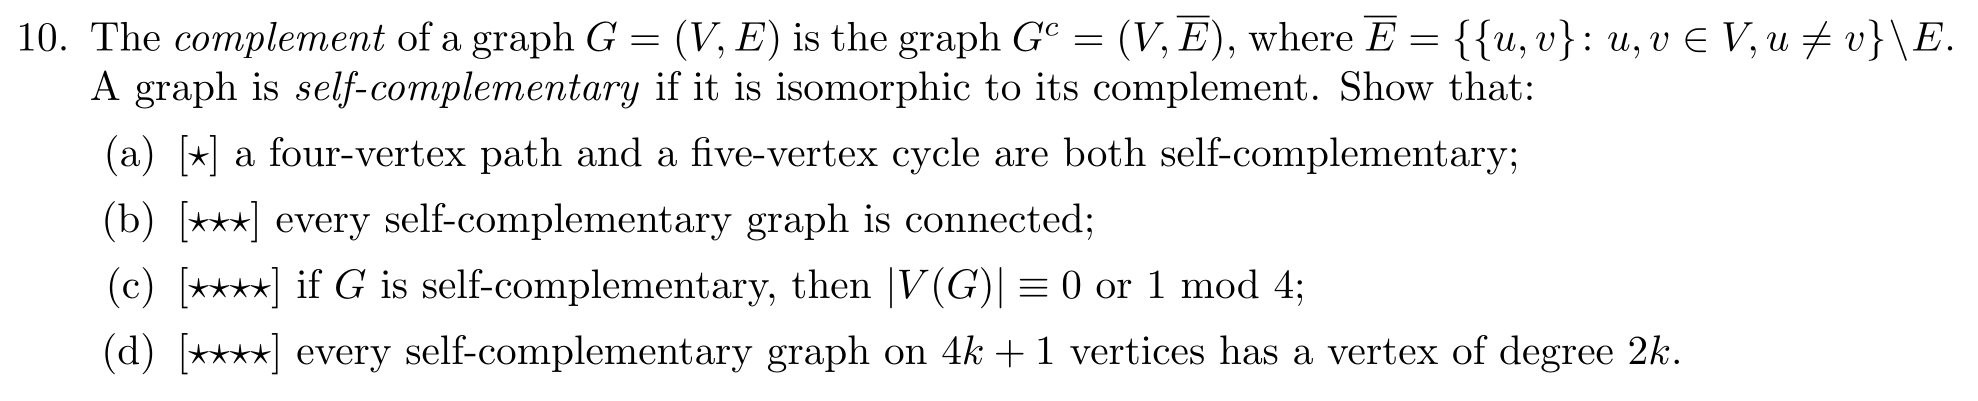 10. The complement of a graph G = (V, E) is the graph Gᶜ = (V, E̅), where E̅ = {{u, v}: u, v ∈ V, u ≠ v}\E.
A graph is self-complementary if it is isomorphic to its complement. Show that:
(a) [⋆] a four-vertex path and a five-vertex cycle are both self-complementary;
(b) [⋆⋆⋆] every self-complementary graph is connected;
(c) [⋆⋆⋆⋆] if G is self-complementary, then |V(G)| ≡ 0 or 1 mod 4;
(d) [⋆⋆⋆⋆] every self-complementary graph on 4k + 1 vertices has a vertex of degree 2k.